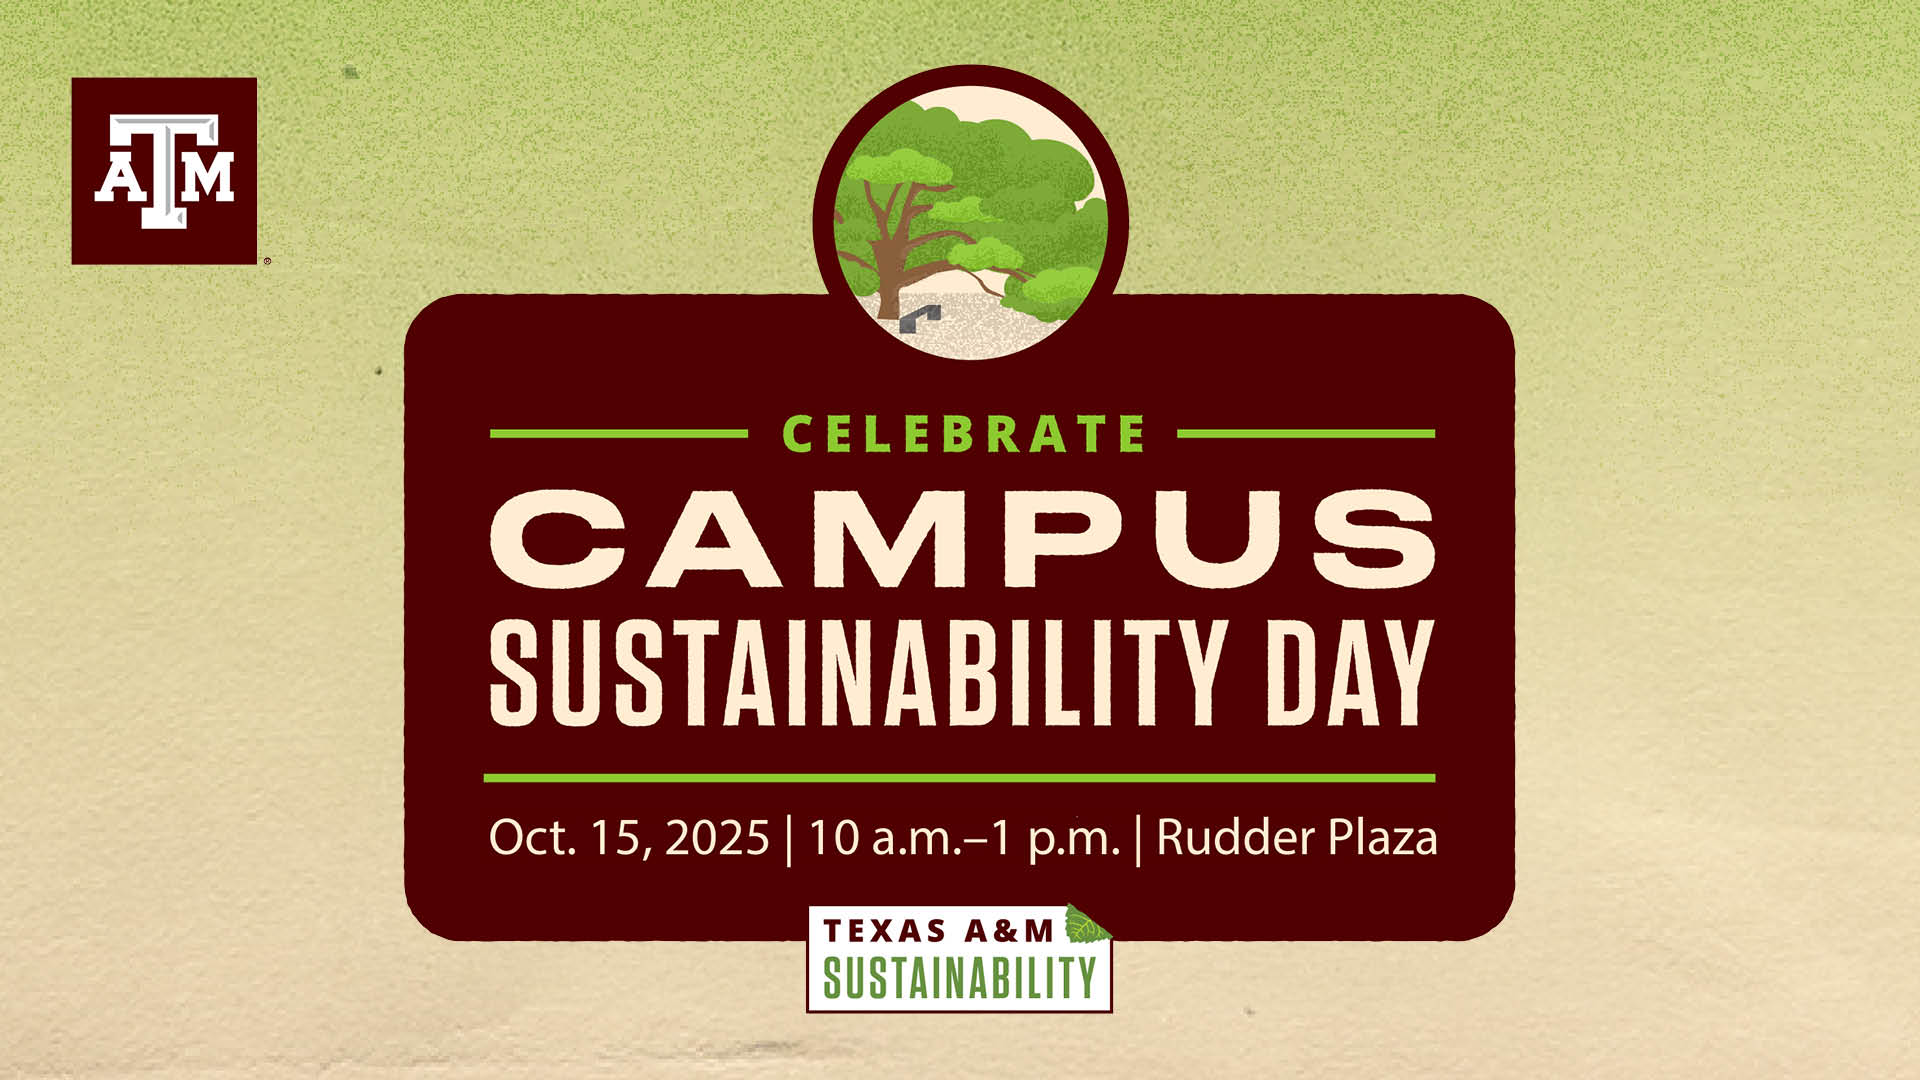 ATM
®
CELEBRATE
CAMPUS
SUSTAINABILITY DAY
Oct. 15, 2025 | 10 a.m.–1 p.m. | Rudder Plaza
TEXAS A&M
SUSTAINABILITY